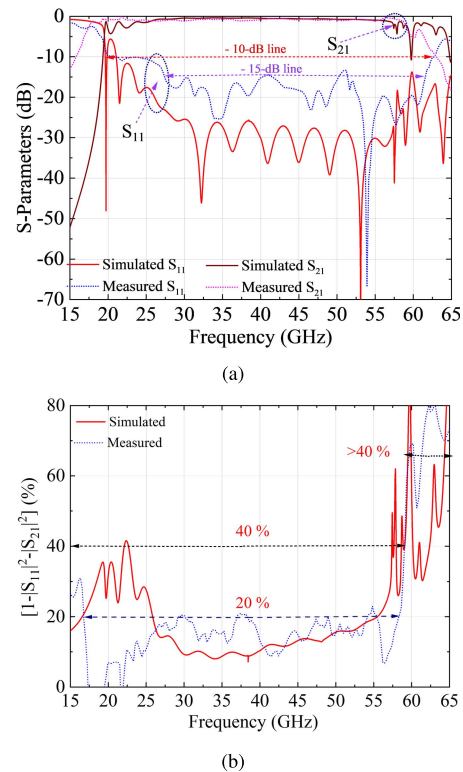 0
-10
-20
-30
-40
-50
-60
-70
S-Parameters (dB)
S21
- 10-dB line
- 15-dB line
S11
Simulated S11
Simulated S21
Measured S11
Measured S21
15 20 25 30 35 40 45 50 55 60 65
Frequency (GHz)
(a)
80
60
40
20
0
[1-|S11|²-|S21|²] (%)
Simulated
Measured
>40 %
40 %
20 %
15 20 25 30 35 40 45 50 55 60 65
Frequency (GHz)
(b)